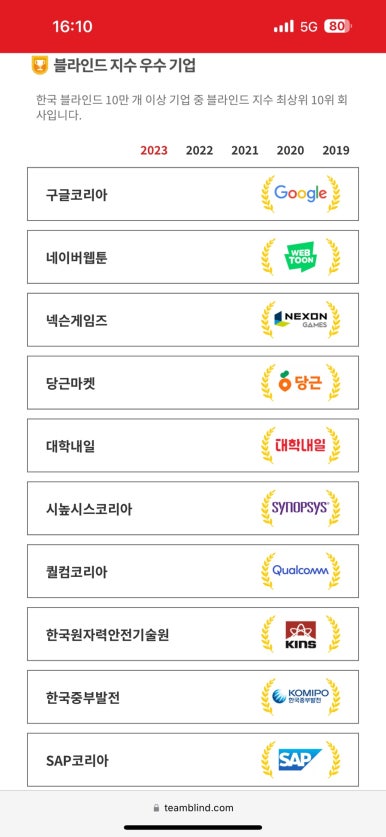 16:10
5G 80
블라인드 지수 우수 기업
한국 블라인드 10만 개 이상 기업 중 블라인드 지수 최상위 10위 회
사입니다.
2023 2022 2021 2020 2019
구글코리아 Google
네이버웹툰 WEB
TOON
넥슨게임즈 NEXON
GAMES
당근마켓 당근
대학내일 대학내일
시높시스코리아 SYNOPSYS®
퀄컴코리아 Qualcomm
한국원자력안전기술원 KINS
한국중부발전 KOMIPO
한국중부발전
SAP코리아 SAP
teamblind.com